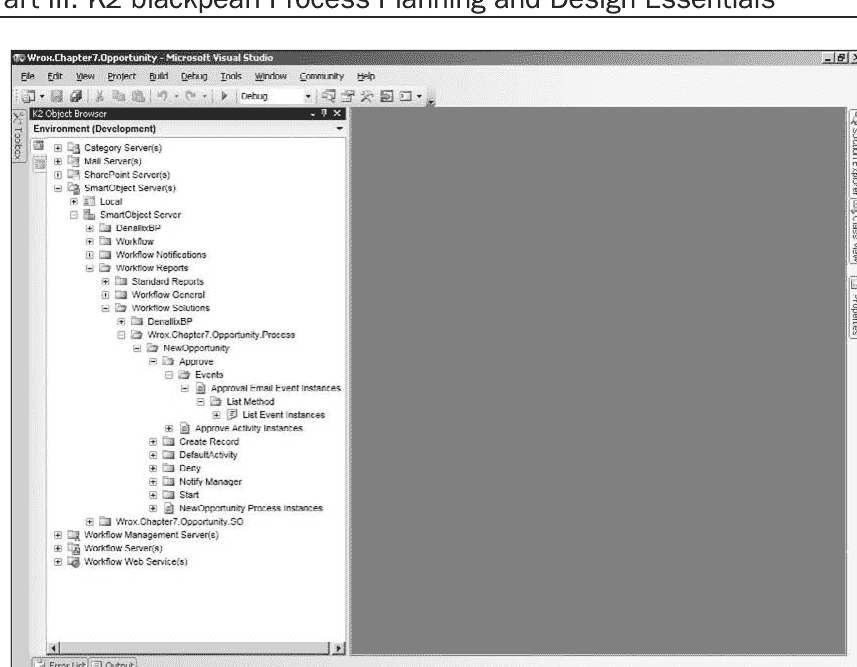 art III: K2 blackpearl Process Planning and Design Essentials
Wrox.Chapter7.Opportunity - Microsoft Visual Studio
File Edit View Project Build Debug Tools Window Community Help
Debug
K2 Object Browser
Environment (Development)
K2 Toolbox
Category Server(s)
Mail Server(s)
SharePoint Server(s)
SmartObject Server(s)
Local
SmartObject Server
DenallixBP
Workflow
Workflow Notifications
Workflow Reports
Standard Reports
Workflow General
Workflow Solutions
DenallixBP
Wrox.Chapter7.Opportunity.Process
NewOpportunity
Approve
Events
Approval Email Event Instances
List Method
List Event Instances
Approve Activity Instances
Create Record
DefaultActivity
Deny
Notify Manager
Start
NewOpportunity Process Instances
Wrox.Chapter7.Opportunity.SO
Workflow Management Server(s)
Workflow Server(s)
Workflow Web Service(s)
Solution Explorer
Class View
Properties
Error List Output